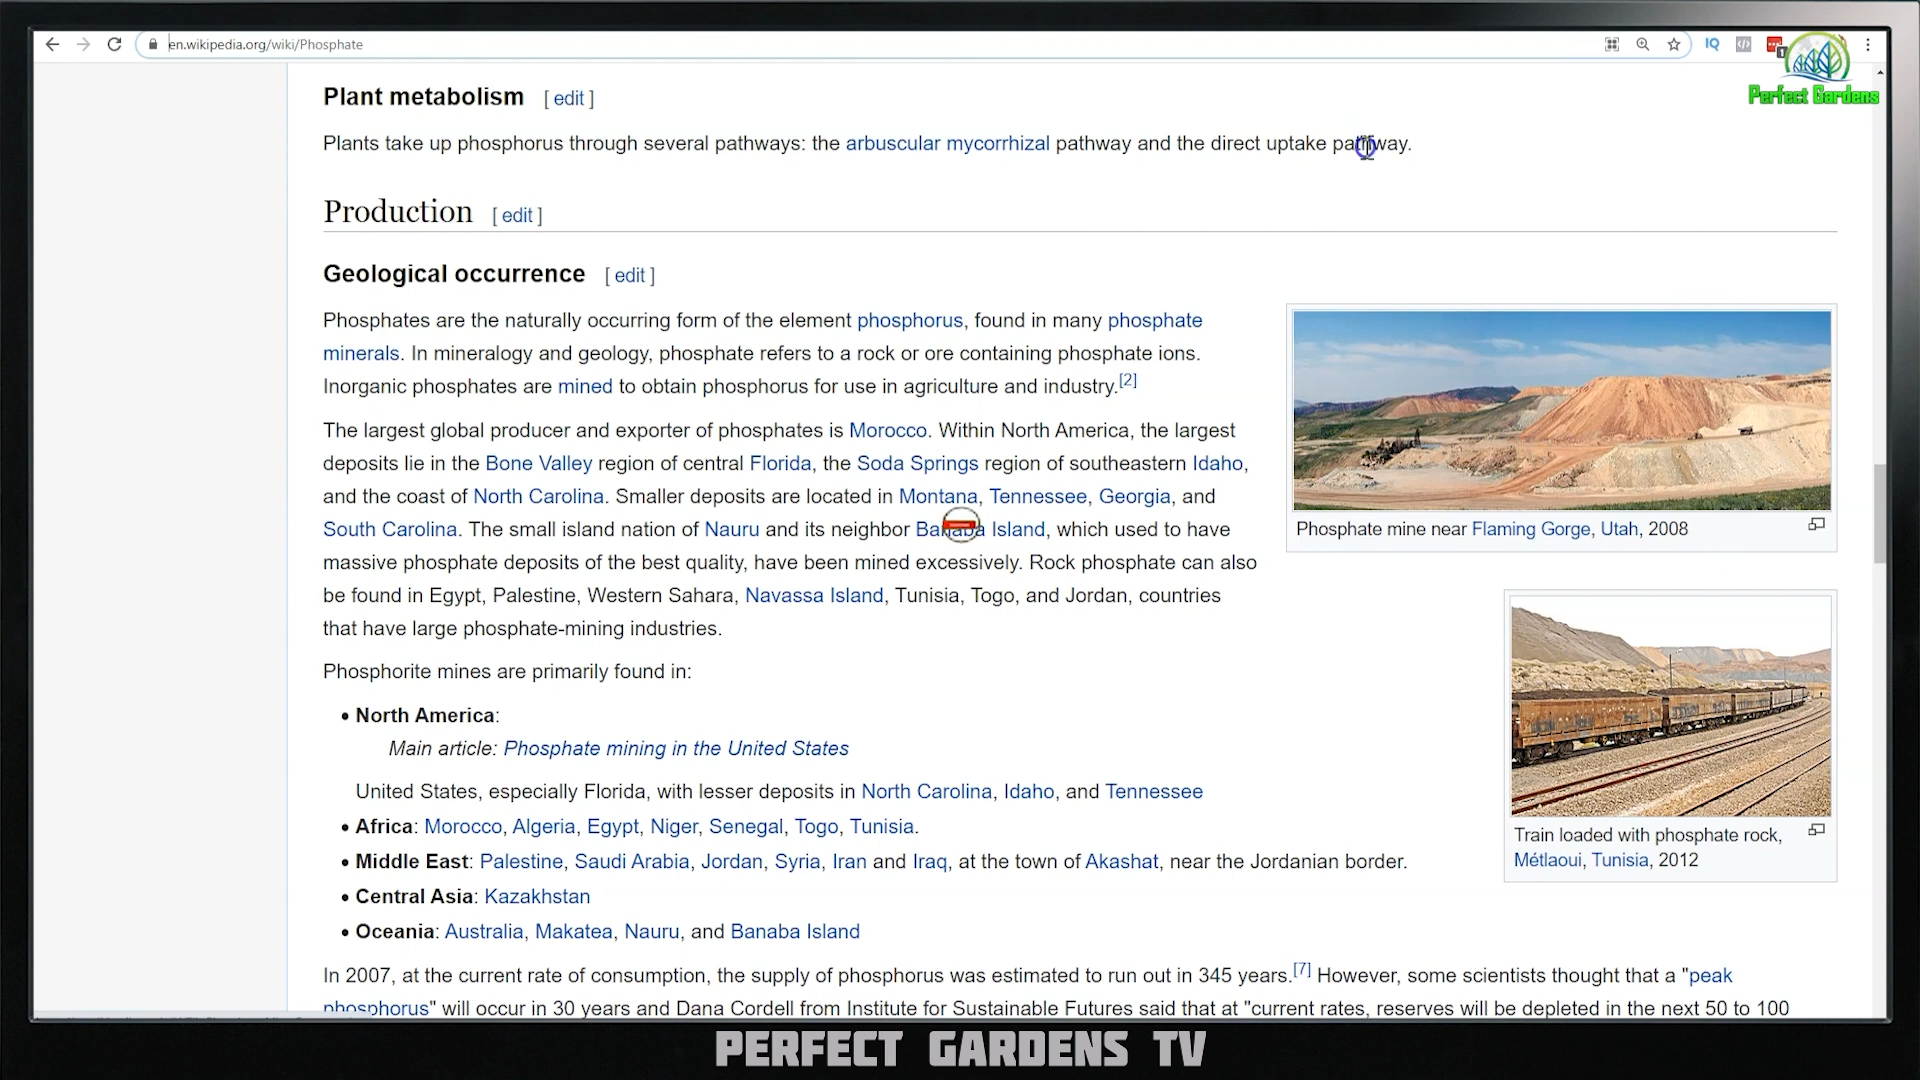 en.wikipedia.org/wiki/Phosphate
IQ
1
Perfect Gardens
Plant metabolism [ edit ]
Plants take up phosphorus through several pathways: the arbuscular mycorrhizal pathway and the direct uptake pathway.
Production [ edit ]
Geological occurrence [ edit ]
Phosphates are the naturally occurring form of the element phosphorus, found in many phosphate
minerals. In mineralogy and geology, phosphate refers to a rock or ore containing phosphate ions.
Inorganic phosphates are mined to obtain phosphorus for use in agriculture and industry.[2]
The largest global producer and exporter of phosphates is Morocco. Within North America, the largest
deposits lie in the Bone Valley region of central Florida, the Soda Springs region of southeastern Idaho,
and the coast of North Carolina. Smaller deposits are located in Montana, Tennessee, Georgia, and
South Carolina. The small island nation of Nauru and its neighbor Banaba Island, which used to have
massive phosphate deposits of the best quality, have been mined excessively. Rock phosphate can also
be found in Egypt, Palestine, Western Sahara, Navassa Island, Tunisia, Togo, and Jordan, countries
that have large phosphate-mining industries.
Phosphate mine near Flaming Gorge, Utah, 2008
Phosphorite mines are primarily found in:
• North America:
Main article: Phosphate mining in the United States
United States, especially Florida, with lesser deposits in North Carolina, Idaho, and Tennessee
• Africa: Morocco, Algeria, Egypt, Niger, Senegal, Togo, Tunisia.
• Middle East: Palestine, Saudi Arabia, Jordan, Syria, Iran and Iraq, at the town of Akashat, near the Jordanian border.
• Central Asia: Kazakhstan
• Oceania: Australia, Makatea, Nauru, and Banaba Island
Train loaded with phosphate rock,
Métlaoui, Tunisia, 2012
In 2007, at the current rate of consumption, the supply of phosphorus was estimated to run out in 345 years.[7] However, some scientists thought that a "peak
phosphorus" will occur in 30 years and Dana Cordell from Institute for Sustainable Futures said that at "current rates, reserves will be depleted in the next 50 to 100
PERFECT GARDENS TV